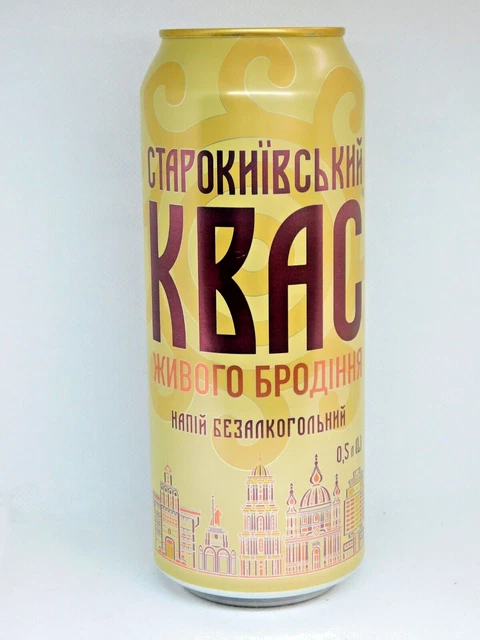 СТАРОКИЇВСЬКИЙ
КВАС
ЖИВОГО БРОДІННЯ
НАПІЙ БЕЗАЛКОГОЛЬНИЙ
0,5 л